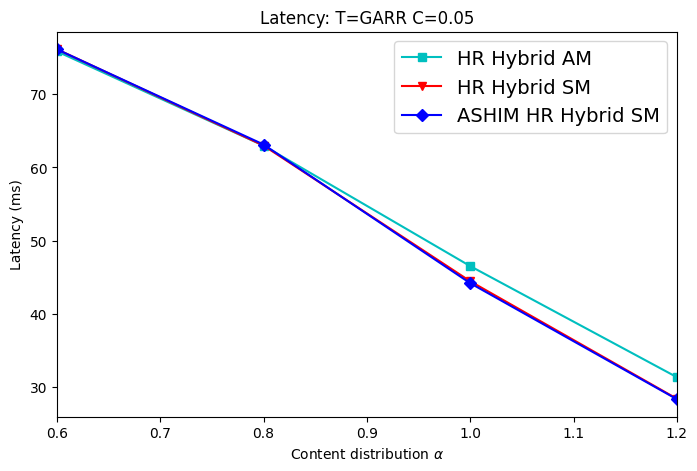 Latency: T=GARR C=0.05
HR Hybrid AM
HR Hybrid SM
ASHIM HR Hybrid SM
Latency (ms)
70
60
50
40
30
0.6 0.7 0.8 0.9 1.0 1.1 1.2
Content distribution α